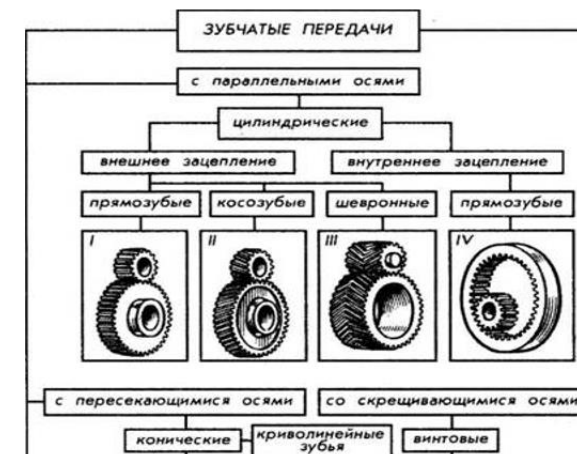 ЗУБЧАТЫЕ ПЕРЕДАЧИ
с параллельными осями
цилиндрические
внешнее зацепление
внутреннее зацепление
прямозубые
косозубые
шевронные
прямозубые
I
II
III
IV
с пересекающимися осями
со скрещивающимися осями
конические
криволинейные
зубья
винтовые